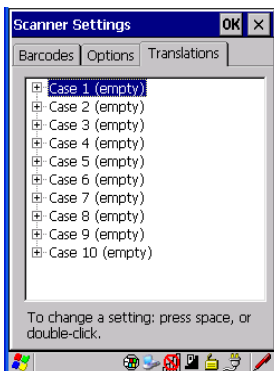 Scanner Settings OK
Barcodes Options Translations
Case 1 (empty)
Case 2 (empty)
Case 3 (empty)
Case 4 (empty)
Case 5 (empty)
Case 6 (empty)
Case 7 (empty)
Case 8 (empty)
Case 9 (empty)
Case 10 (empty)
To change a setting: press space, or
double-click.